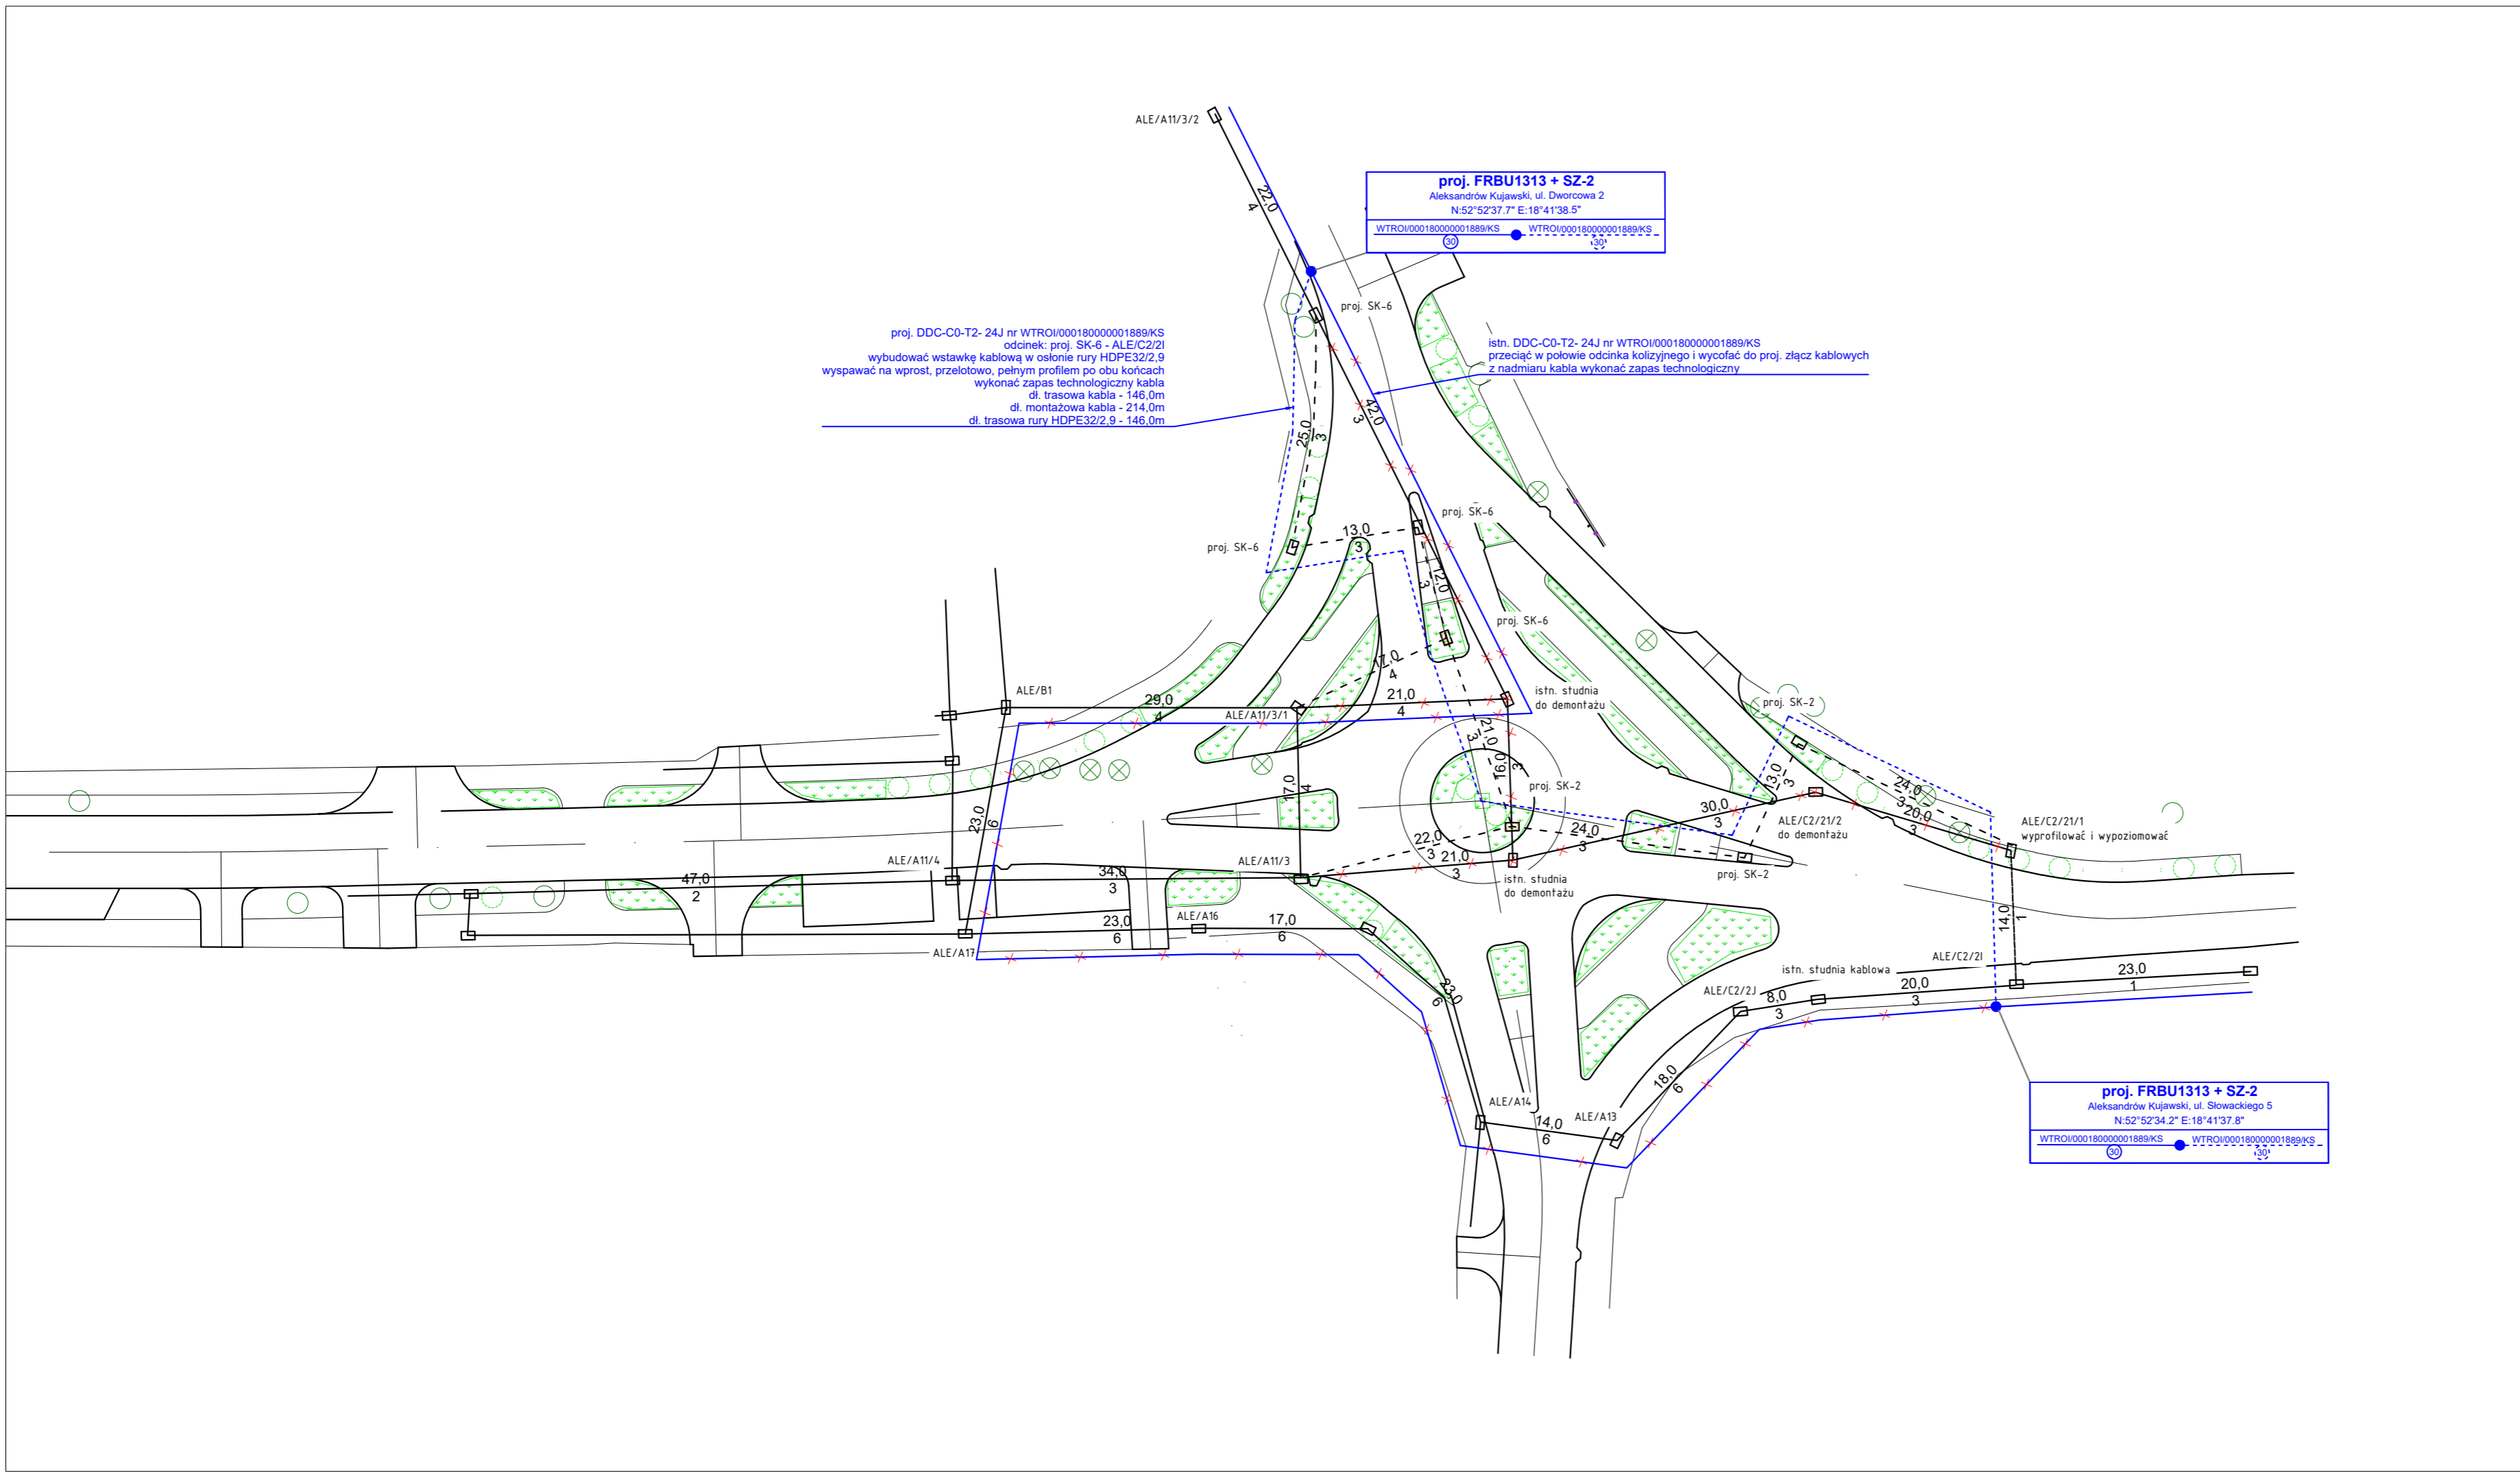 ALE/A11/3/2
22,0
4
proj. FRBU1313 + SZ-2
Aleksandrów Kujawski, ul. Dworcowa 2
N:52°52'37.7" E:18°41'38.5"
WTROI/000180000001889/KS
WTROI/000180000001889/KS
30
30
proj. SK-6
proj. DDC-C0-T2- 24J nr WTROI/000180000001889/KS
odcinek: proj. SK-6 - ALE/C2/2I
wybudować wstawkę kablową w osłonie rury HDPE32/2,9
wyspawać na wprost, przelotowo, pełnym profilem po obu końcach
wykonać zapas technologiczny kabla
dł. trasowa kabla - 146,0m
dł. montażowa kabla - 214,0m
dł. trasowa rury HDPE32/2,9 - 146,0m
istn. DDC-C0-T2- 24J nr WTROI/000180000001889/KS
przeciąć w połowie odcinka kolizyjnego i wycofać do proj. złącz kablowych
z nadmiaru kabla wykonać zapas technologiczny
42,0
3
25,0
3
proj. SK-6
13,0
3
proj. SK-6
12,0
3
proj. SK-6
17,0
4
ALE/B1
29,0
4
ALE/A11/3/1
21,0
4
istn. studnia
do demontażu
proj. SK-2
21,0
3
16,0
3
17,0
4
proj. SK-2
13,0
3
24,0
3
20,0
3
30,0
3
ALE/C2/21/2
do demontażu
ALE/C2/21/1
wyprofilować i wypoziomować
23,0
6
22,0
3
24,0
3
ALE/A11/4
47,0
2
34,0
3
ALE/A11/3
21,0
3
istn. studnia
do demontażu
proj. SK-2
14,0
1
ALE/A17
23,0
6
ALE/A16
17,0
6
23,0
6
istn. studnia kablowa
ALE/C2/2I
ALE/C2/2J
8,0
3
20,0
3
23,0
1
18,0
6
ALE/A14
14,0
6
ALE/A13
proj. FRBU1313 + SZ-2
Aleksandrów Kujawski, ul. Słowackiego 5
N:52°52'34.2" E:18°41'37.8"
WTROI/000180000001889/KS
WTROI/000180000001889/KS
30
30